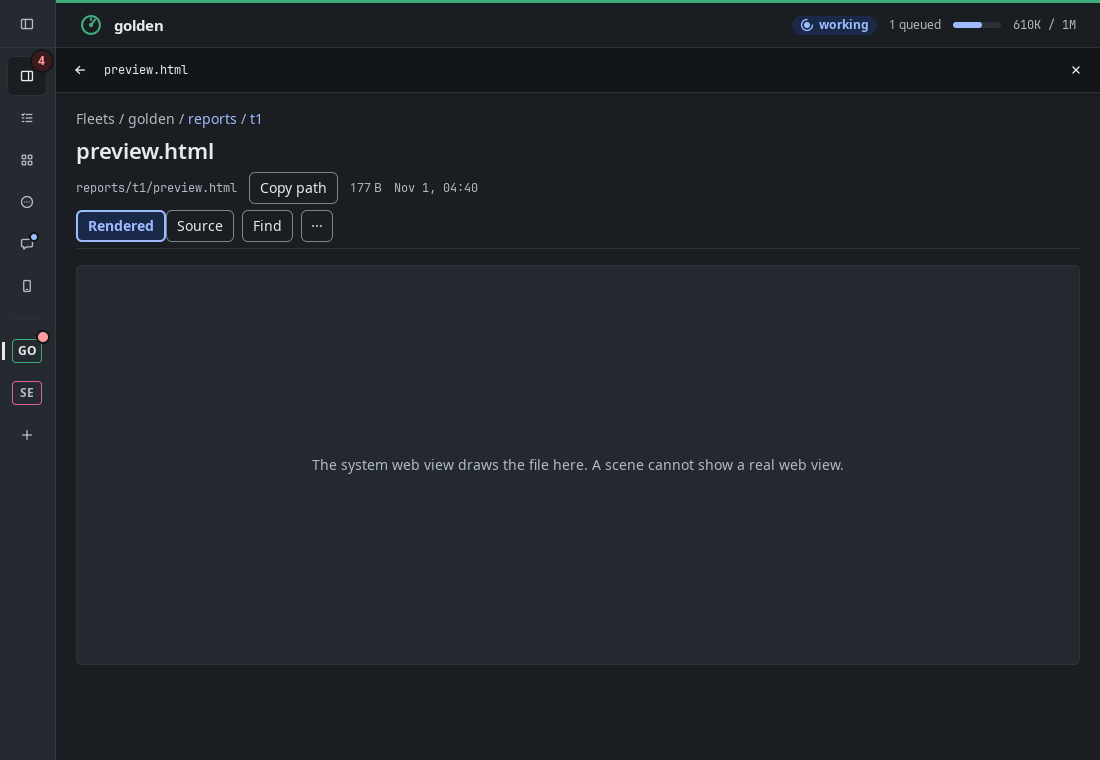 golden
working
1 queued
610K / 1M
4
preview.html
Fleets / golden / reports / t1
preview.html
reports/t1/preview.html
Copy path
177 B
Nov 1, 04:40
Rendered
Source
Find
...
GO
SE
The system web view draws the file here. A scene cannot show a real web view.